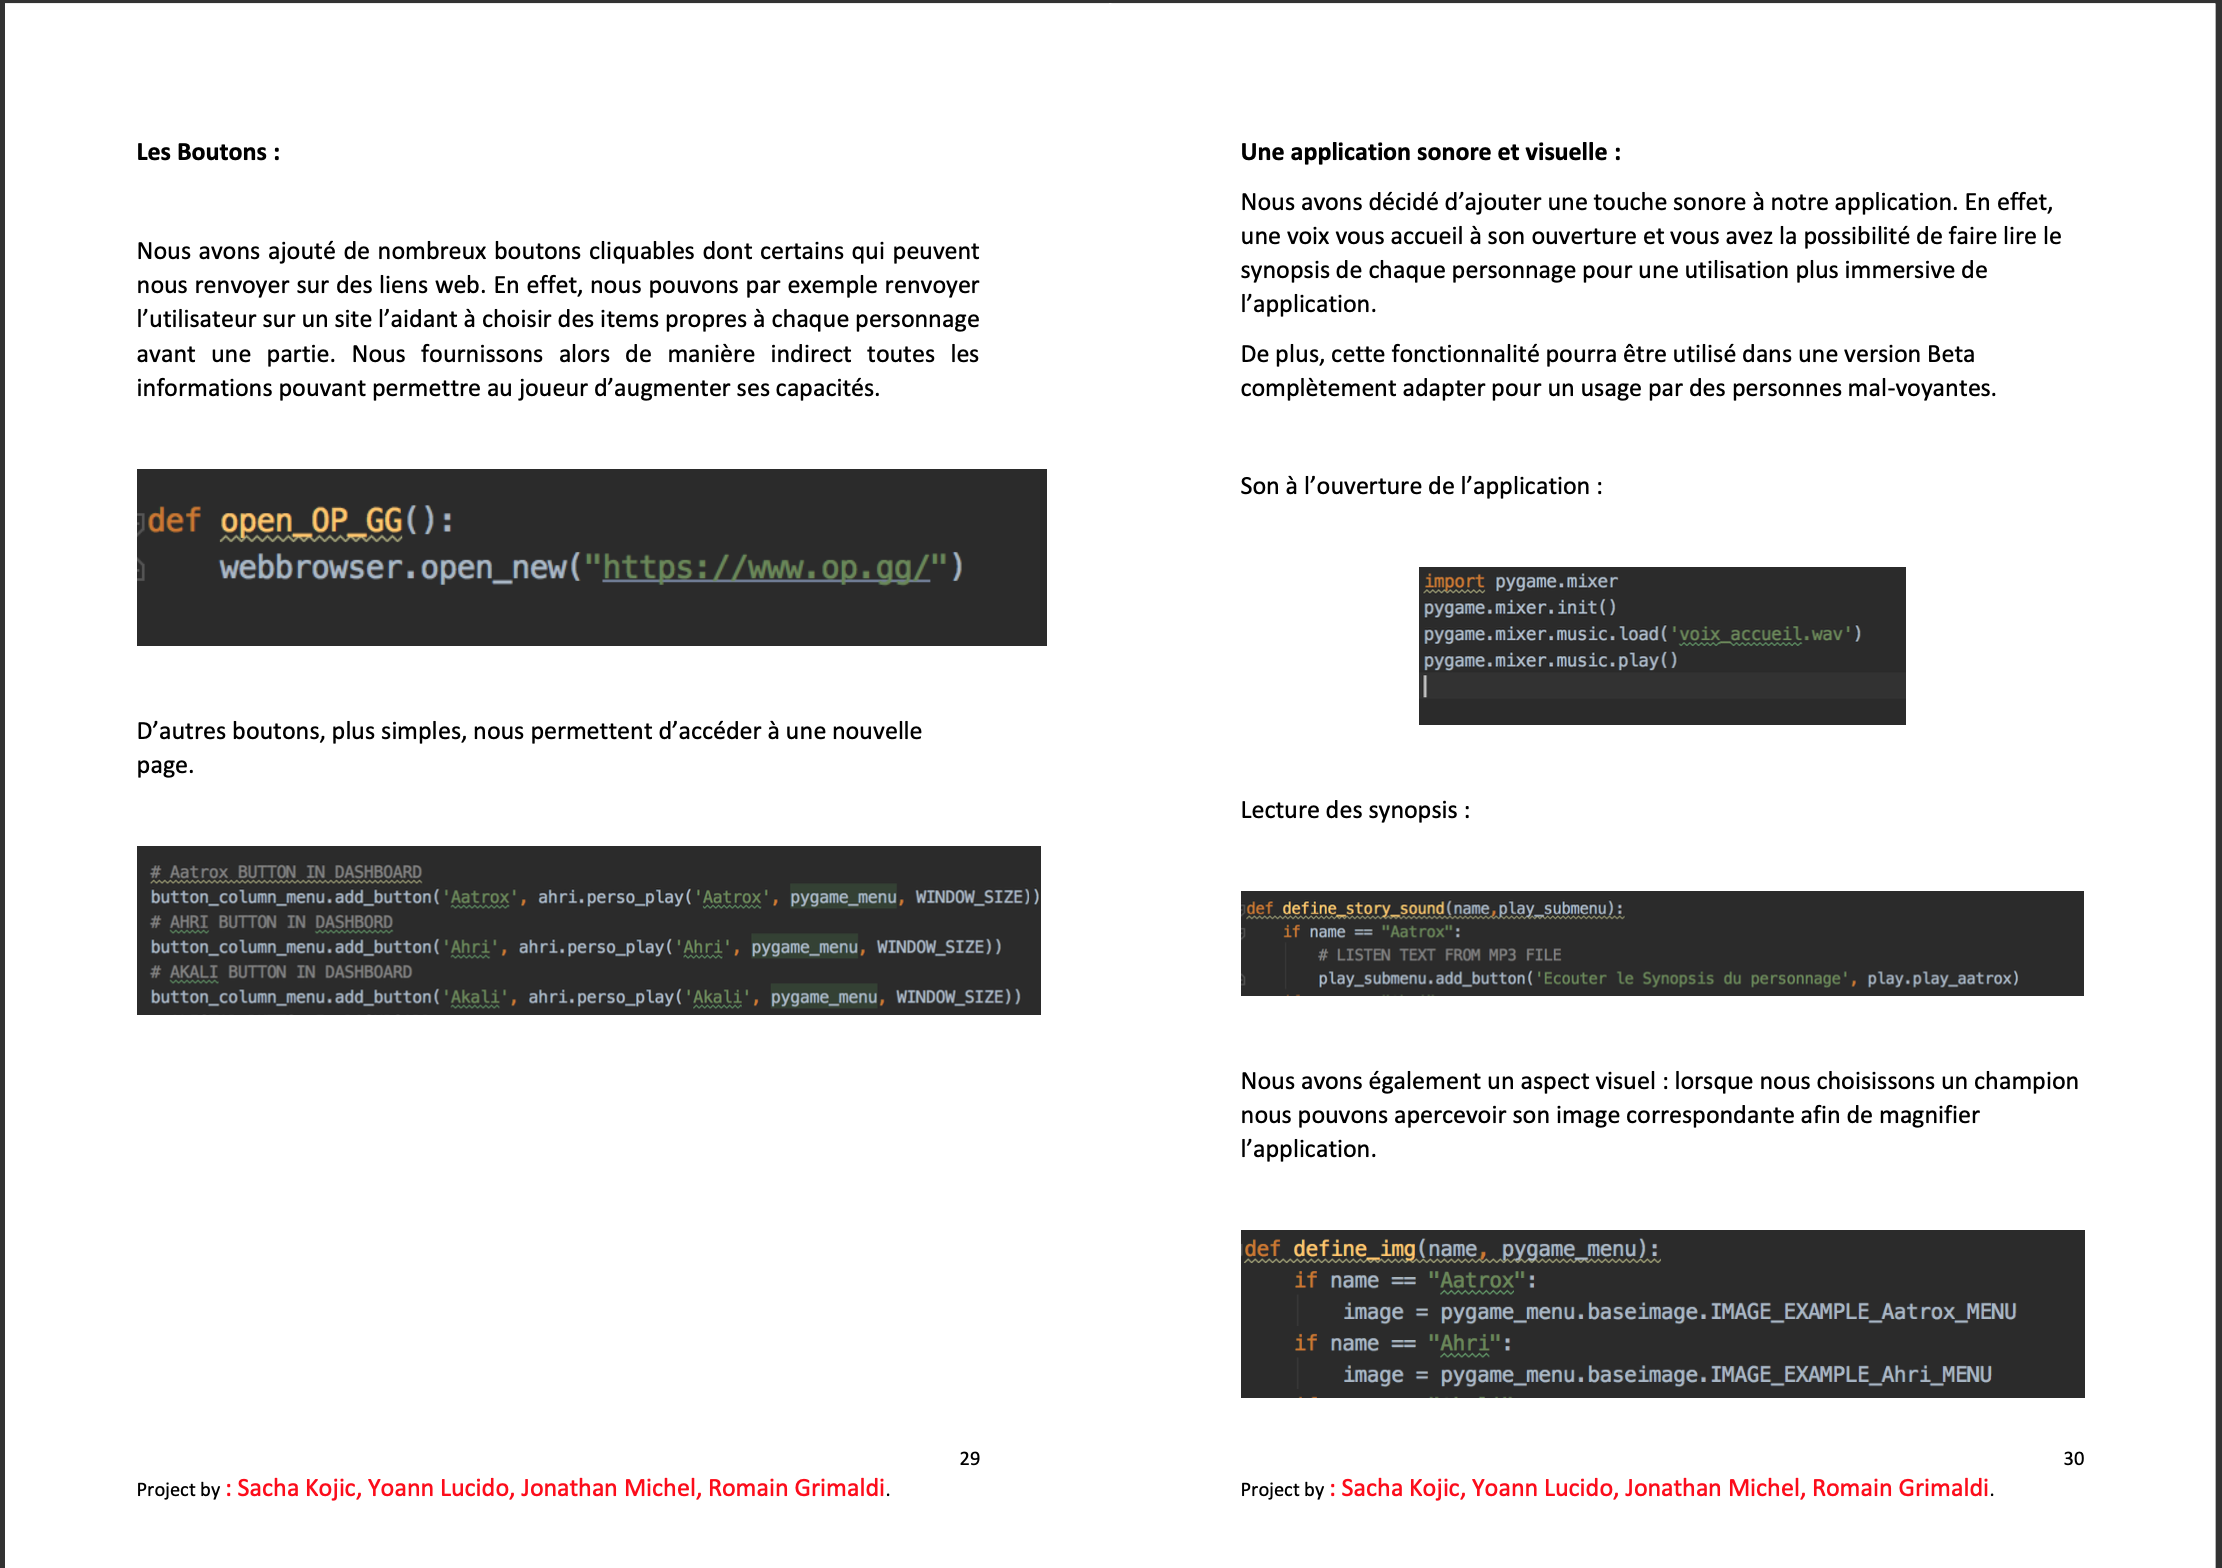 Les Boutons :
Nous avons ajouté de nombreux boutons cliquables dont certains qui peuvent
nous renvoyer sur des liens web. En effet, nous pouvons par exemple renvoyer
l’utilisateur sur un site l’aidant à choisir des items propres à chaque personnage
avant une partie. Nous fournissons alors de manière indirect toutes les
informations pouvant permettre au joueur d’augmenter ses capacités.
def open_OP_GG():
webbrowser.open_new("https://www.op.gg/")
D’autres boutons, plus simples, nous permettent d’accéder à une nouvelle
page.
# Aatrox BUTTON IN DASHBOARD
button_column_menu.add_button('Aatrox', ahri.perso_play('Aatrox', pygame_menu, WINDOW_SIZE))
# AHRI BUTTON IN DASHBORD
button_column_menu.add_button('Ahri', ahri.perso_play('Ahri', pygame_menu, WINDOW_SIZE))
# AKALI BUTTON IN DASHBOARD
button_column_menu.add_button('Akali', ahri.perso_play('Akali', pygame_menu, WINDOW_SIZE))
29
Project by : Sacha Kojic, Yoann Lucido, Jonathan Michel, Romain Grimaldi.
Une application sonore et visuelle :
Nous avons décidé d’ajouter une touche sonore à notre application. En effet,
une voix vous accueil à son ouverture et vous avez la possibilité de faire lire le
synopsis de chaque personnage pour une utilisation plus immersive de
l’application.
De plus, cette fonctionnalité pourra être utilisé dans une version Beta
complètement adapter pour un usage par des personnes mal-voyantes.
Son à l’ouverture de l’application :
import pygame.mixer
pygame.mixer.init()
pygame.mixer.music.load('voix_accueil.wav')
pygame.mixer.music.play()
Lecture des synopsis :
def define_story_sound(name,play_submenu):
if name == "Aatrox":
# LISTEN TEXT FROM MP3 FILE
play_submenu.add_button('Ecouter le Synopsis du personnage', play.play_aatrox)
Nous avons également un aspect visuel : lorsque nous choisissons un champion
nous pouvons apercevoir son image correspondante afin de magnifier
l’application.
def define_img(name, pygame_menu):
if name == "Aatrox":
image = pygame_menu.baseimage.IMAGE_EXAMPLE_Aatrox_MENU
if name == "Ahri":
image = pygame_menu.baseimage.IMAGE_EXAMPLE_Ahri_MENU
30
Project by : Sacha Kojic, Yoann Lucido, Jonathan Michel, Romain Grimaldi.